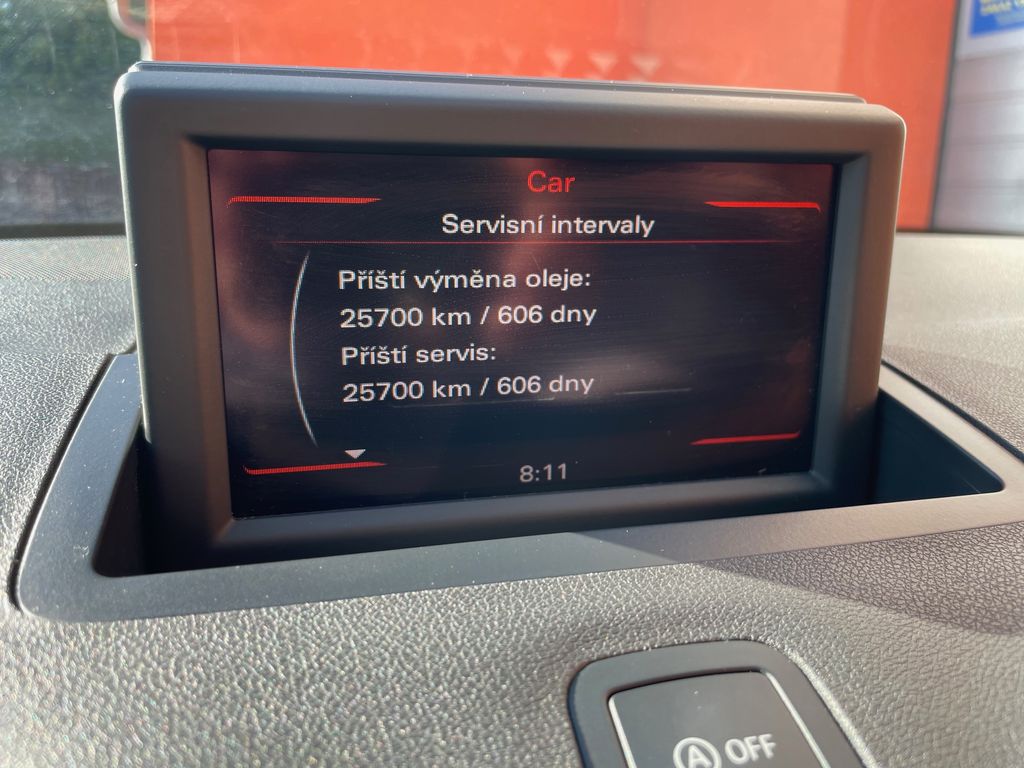 Car
Servisní intervaly
Příští výměna oleje:
25700 km / 606 dny
Příští servis:
25700 km / 606 dny
8:11
A OFF